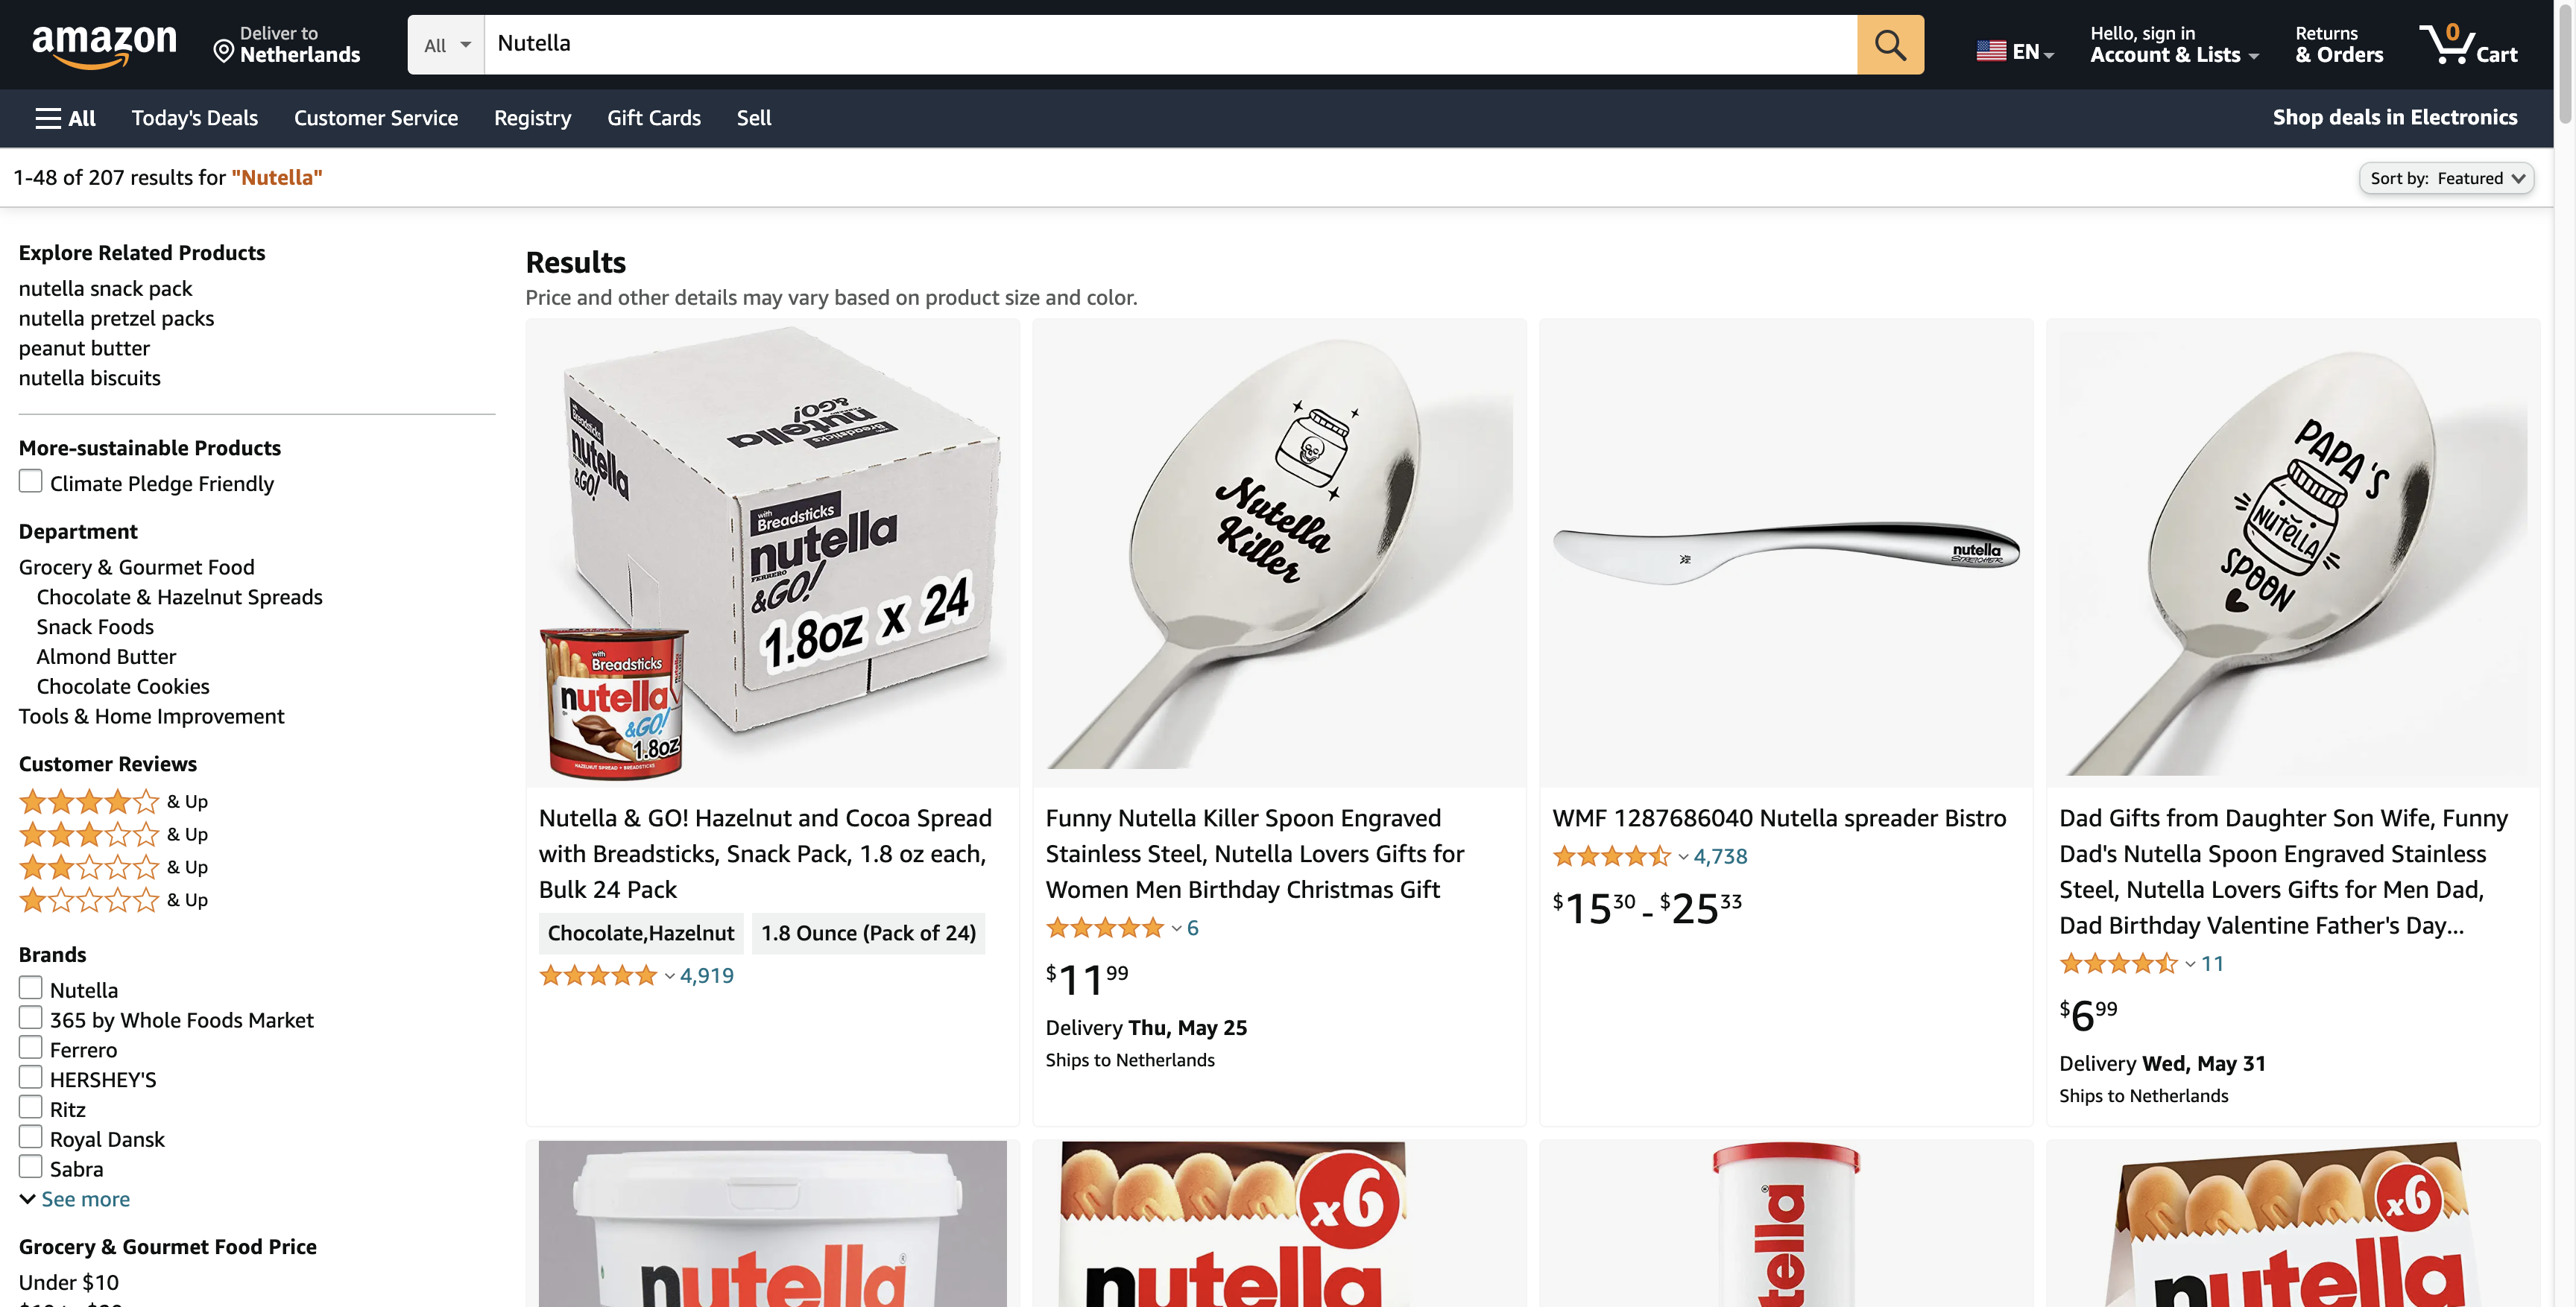 amazon
Deliver to
Netherlands
All
Nutella
EN
Hello, sign in
Account & Lists
Returns
& Orders
0
Cart
All
Today's Deals
Customer Service
Registry
Gift Cards
Sell
Shop deals in Electronics
1-48 of 207 results for "Nutella"
Sort by: Featured
Explore Related Products
nutella snack pack
nutella pretzel packs
peanut butter
nutella biscuits
More-sustainable Products
Climate Pledge Friendly
Department
Grocery & Gourmet Food
Chocolate & Hazelnut Spreads
Snack Foods
Almond Butter
Chocolate Cookies
Tools & Home Improvement
Customer Reviews
& Up
& Up
& Up
& Up
Brands
Nutella
365 by Whole Foods Market
Ferrero
HERSHEY'S
Ritz
Royal Dansk
Sabra
See more
Grocery & Gourmet Food Price
Under $10
Results
Price and other details may vary based on product size and color.
Breadsticks
nutella
&GO!
Breadsticks
nutella
&GO!
with
Breadsticks
nutella
FERRERO
&GO!
1.8oz x 24
with
Breadsticks
nutella
&GO!
1.8oz
HAZELNUT SPREAD + BREADSTICKS
Nutella & GO! Hazelnut and Cocoa Spread
with Breadsticks, Snack Pack, 1.8 oz each,
Bulk 24 Pack
Chocolate,Hazelnut
1.8 Ounce (Pack of 24)
4,919
Nutella
Killer
Funny Nutella Killer Spoon Engraved
Stainless Steel, Nutella Lovers Gifts for
Women Men Birthday Christmas Gift
6
$11.99
Delivery Thu, May 25
Ships to Netherlands
nutella
STREICHER
WMF 1287686040 Nutella spreader Bistro
4,738
$15.30 - $25.33
PAPA'S
NUTELLA
SPOON
Dad Gifts from Daughter Son Wife, Funny
Dad's Nutella Spoon Engraved Stainless
Steel, Nutella Lovers Gifts for Men Dad,
Dad Birthday Valentine Father's Day...
11
$6.99
Delivery Wed, May 31
Ships to Netherlands
nutella
x6
nutella
tella
x6
nutella